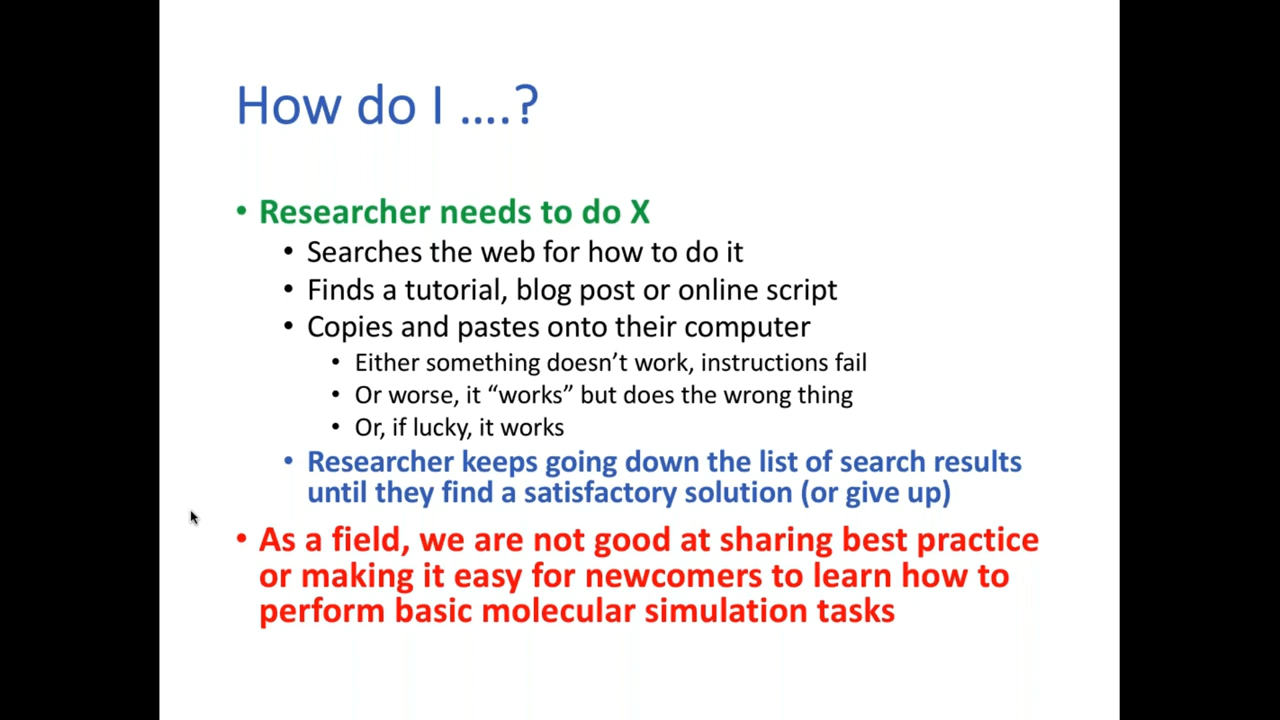 How do I ....?
• Researcher needs to do X
• Searches the web for how to do it
• Finds a tutorial, blog post or online script
• Copies and pastes onto their computer
• Either something doesn’t work, instructions fail
• Or worse, it “works” but does the wrong thing
• Or, if lucky, it works
• Researcher keeps going down the list of search results
until they find a satisfactory solution (or give up)
• As a field, we are not good at sharing best practice
or making it easy for newcomers to learn how to
perform basic molecular simulation tasks